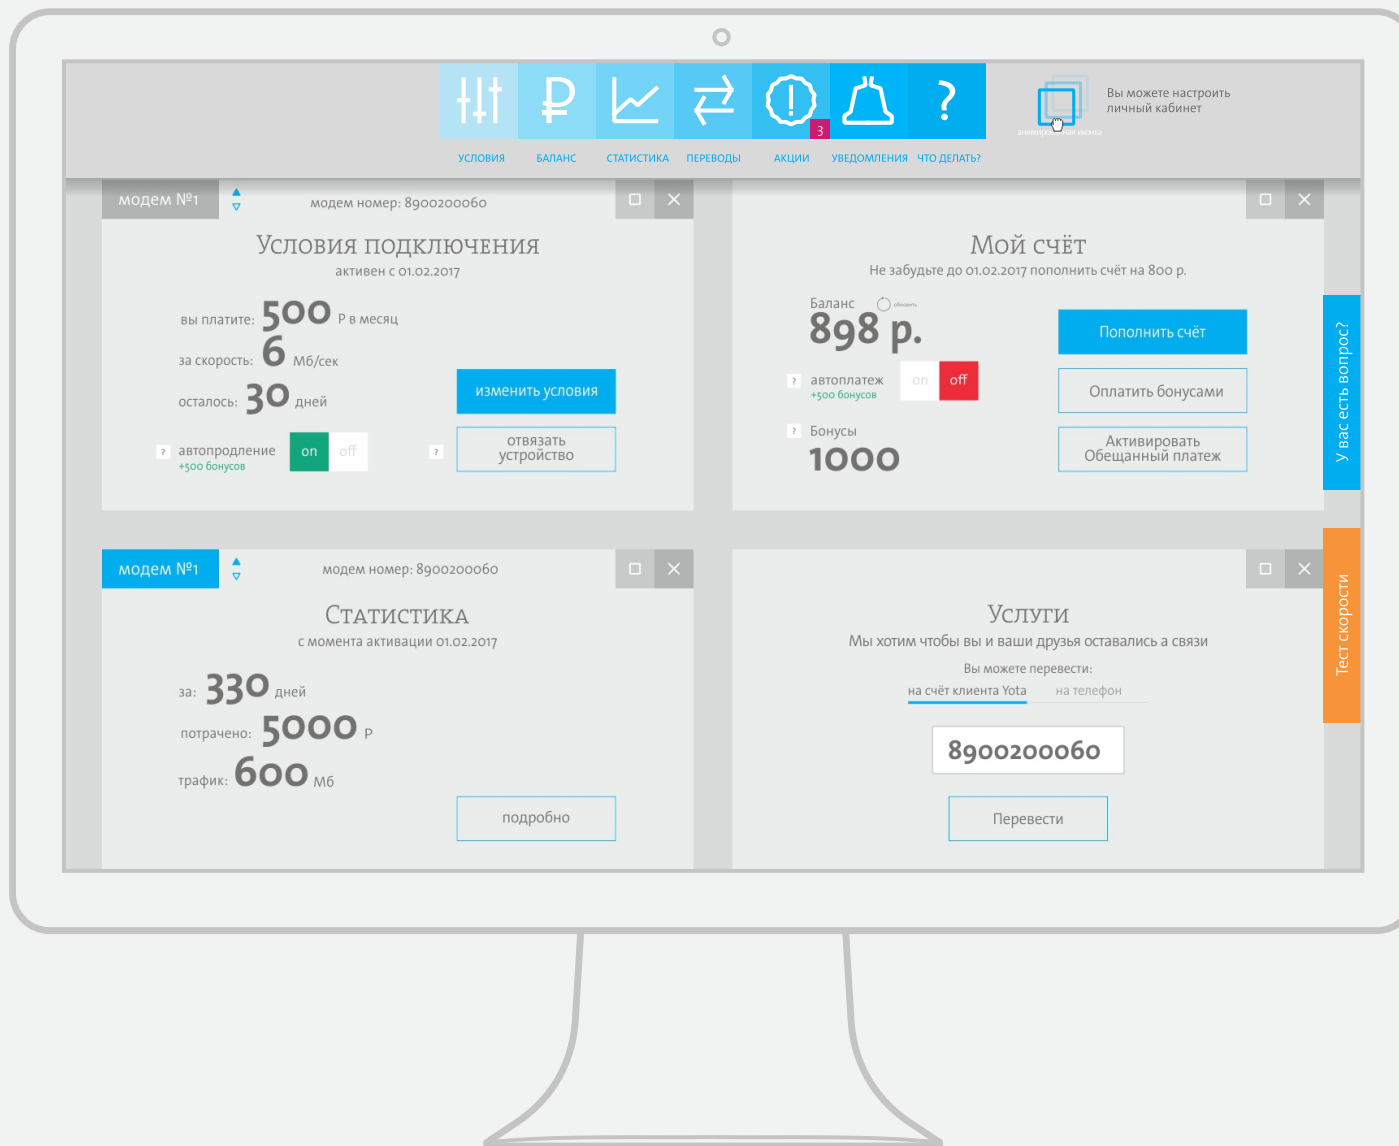 Вы можете настроить
личный кабинет
анимированная иконка
3
УСЛОВИЯ
БАЛАНС
СТАТИСТИКА
ПЕРЕВОДЫ
АКЦИИ
УВЕДОМЛЕНИЯ
ЧТО ДЕЛАТЬ?
модем №1
модем номер: 8900200060
Условия подключения
активен с 01.02.2017
вы платите: 500 Р в месяц
за скорость: 6 Мб/сек
осталось: 30 дней
изменить условия
? автопродление
+500 бонусов
on off
?
отвязать
устройство
Мой счёт
Не забудьте до 01.02.2017 пополнить счёт на 800 р.
Баланс
обновить
898 р.
? автоплатеж
+500 бонусов
on off
? Бонусы
1000
Пополнить счёт
Оплатить бонусами
Активировать
Обещанный платеж
У вас есть вопрос?
модем №1
модем номер: 8900200060
Статистика
с момента активации 01.02.2017
за: 330 дней
потрачено: 5000 Р
трафик: 600 Мб
подробно
Услуги
Мы хотим чтобы вы и ваши друзья оставались а связи
Вы можете перевести:
на счёт клиента Yota
на телефон
8900200060
Перевести
Тест скорости